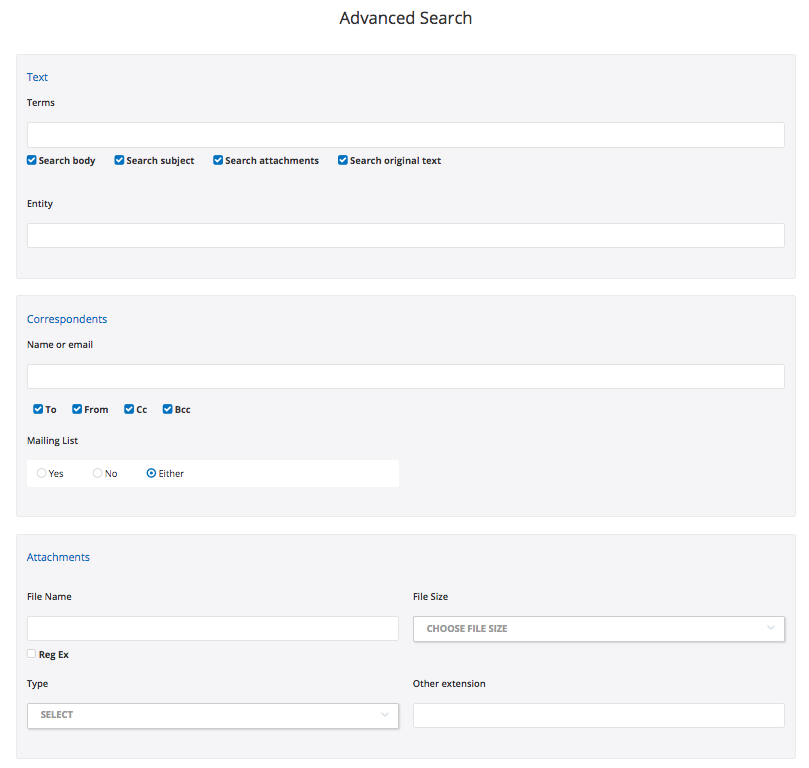 Advanced Search
Text
Terms
Search body Search subject Search attachments Search original text
Entity
Correspondents
Name or email
To From Cc Bcc
Mailing List
Yes No Either
Attachments
File Name File Size
CHOOSE FILE SIZE
Reg Ex
Type Other extension
SELECT